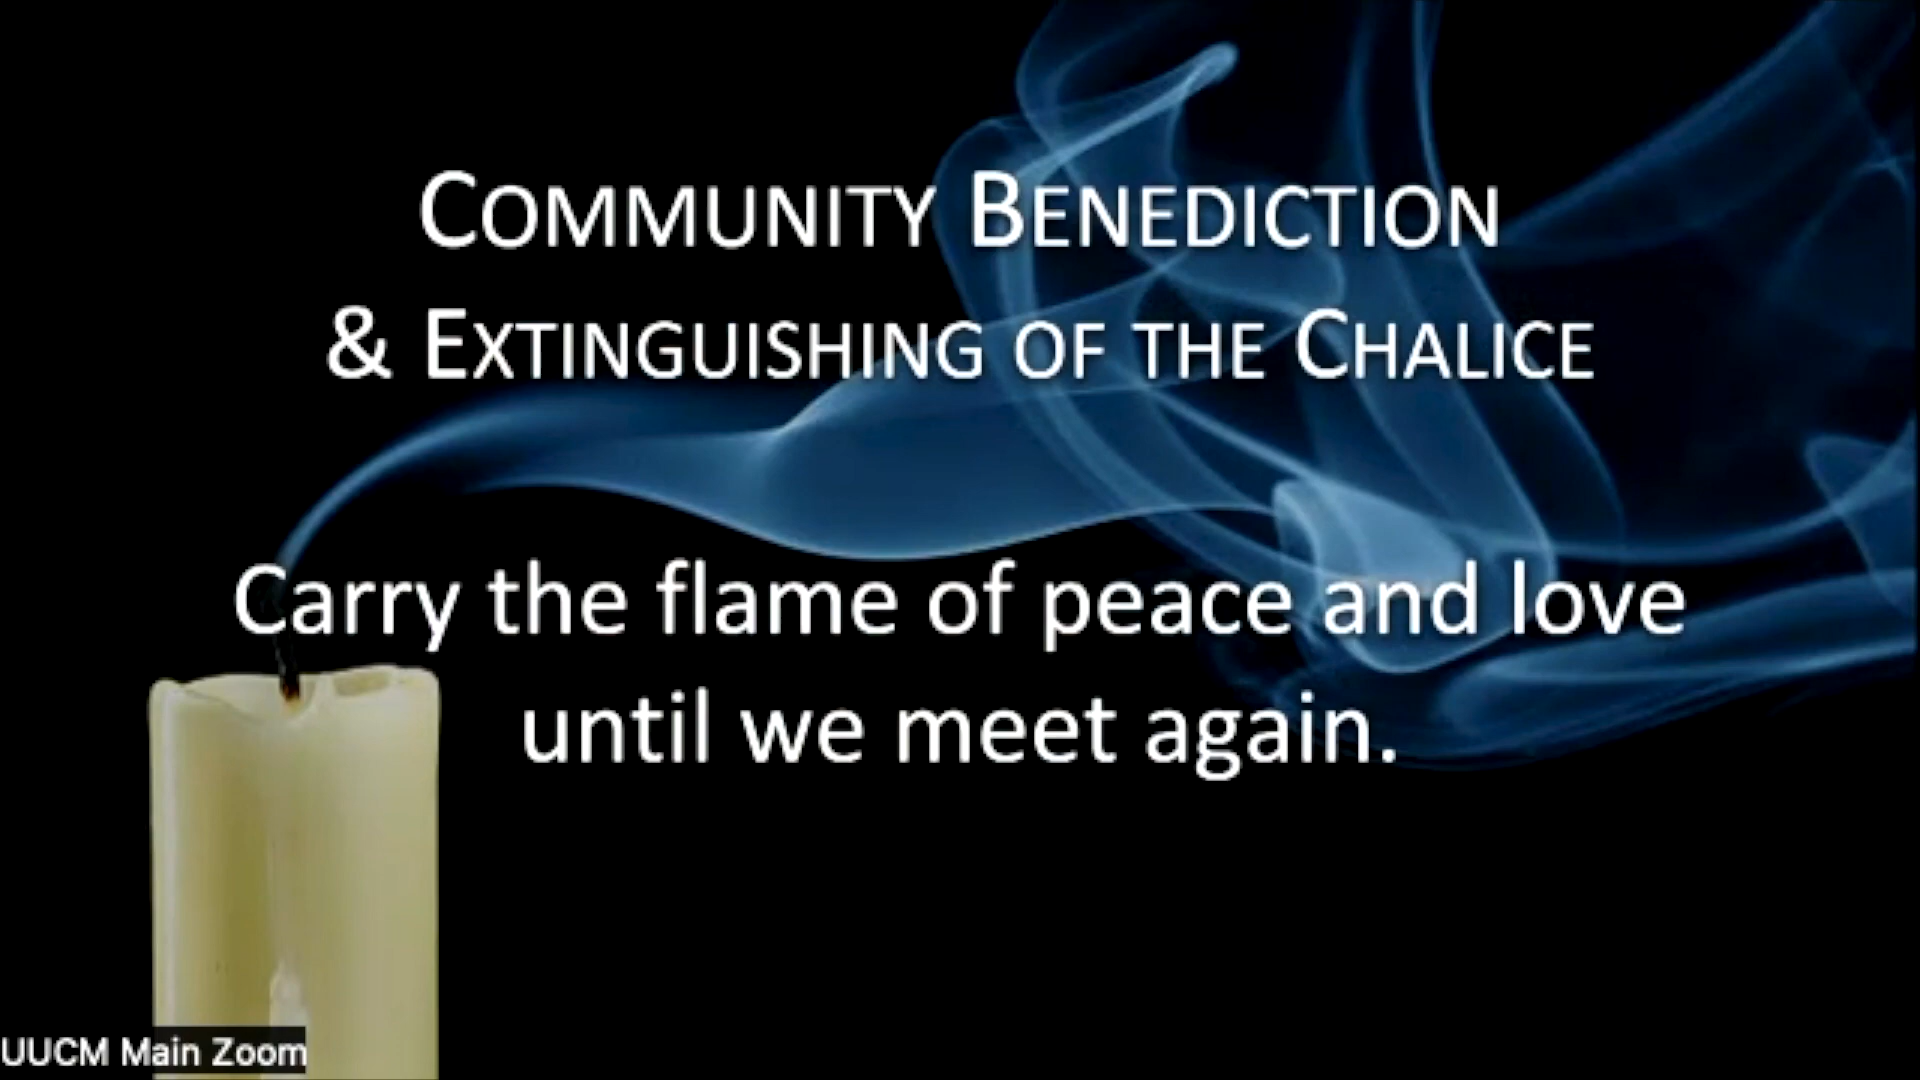 COMMUNITY BENEDICTION
& EXTINGUISHING OF THE CHALICE
Carry the flame of peace and love
until we meet again.
UUCM Main Zoom